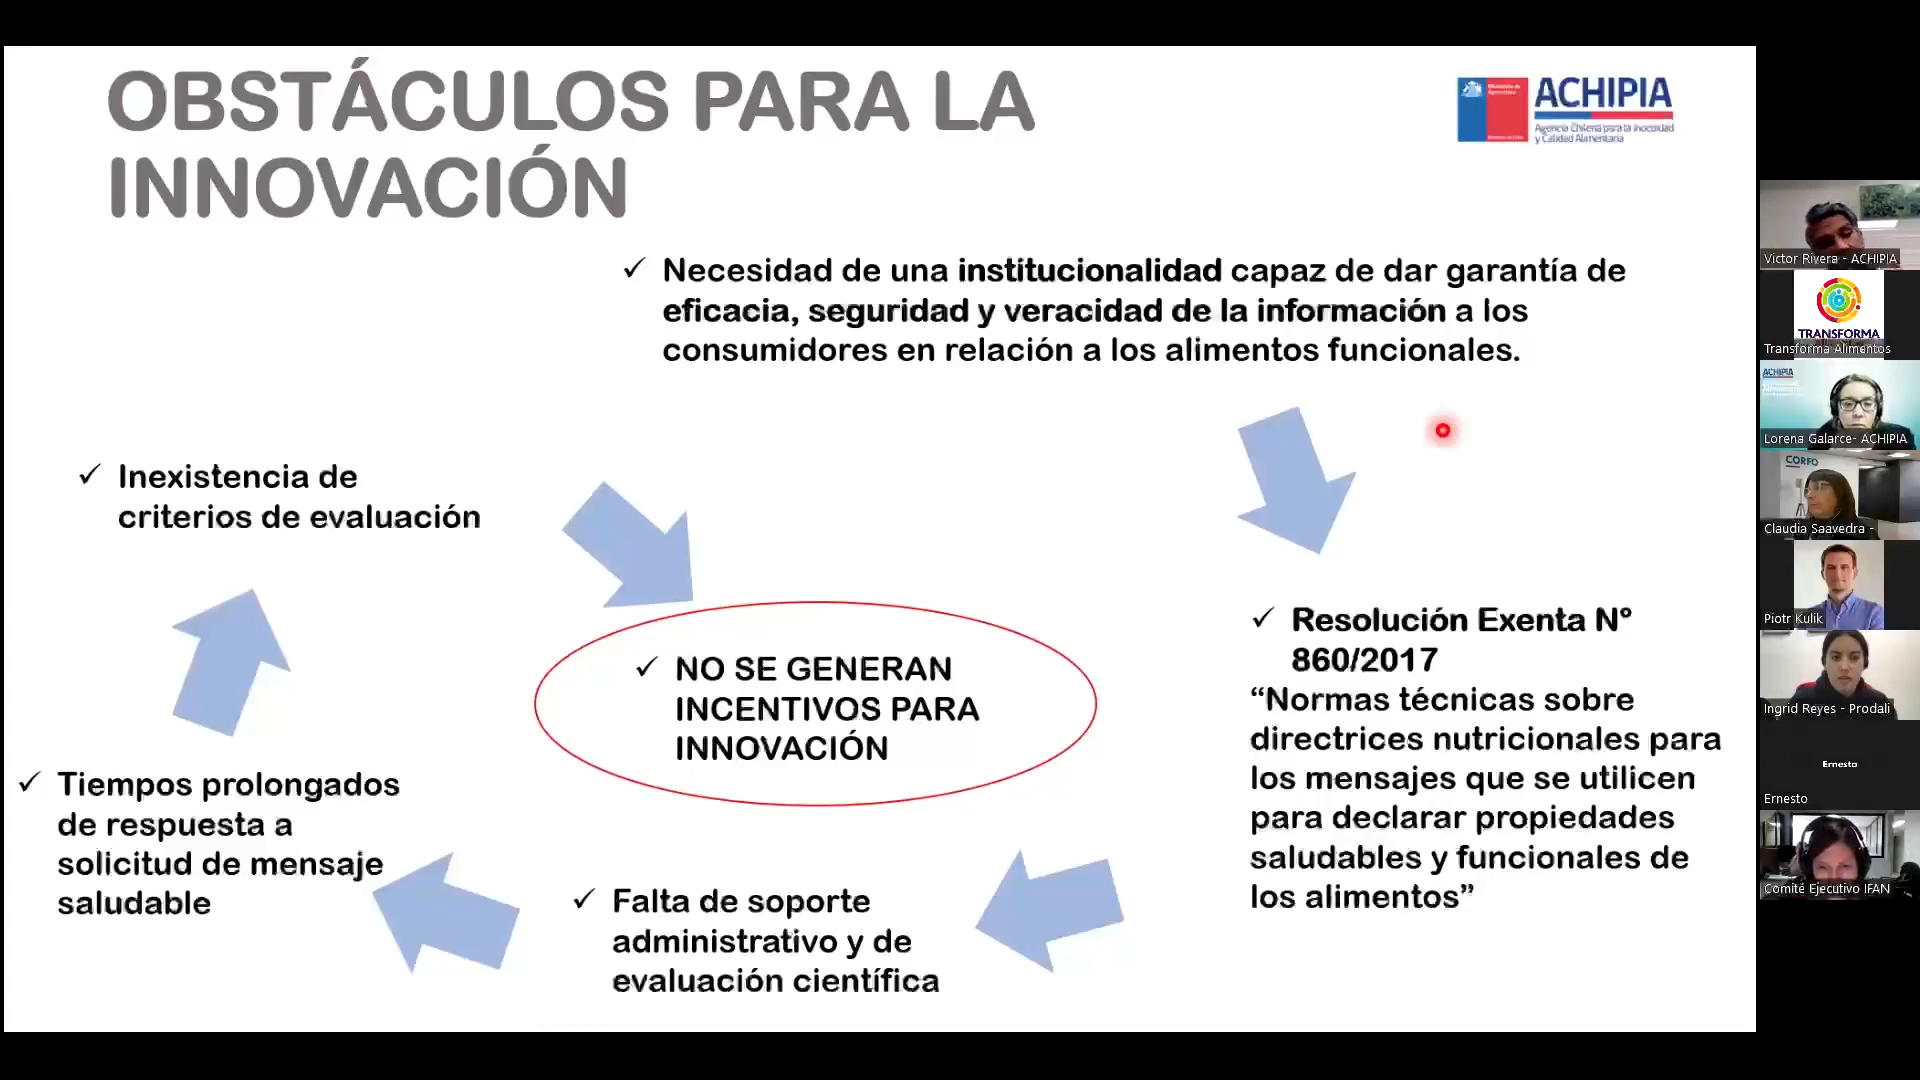 OBSTÁCULOS PARA LA
INNOVACIÓN
ACHIPIA
Agencia Chilena para la Inocuidad
y Calidad Alimentaria
✓ Necesidad de una institucionalidad capaz de dar garantía de
eficacia, seguridad y veracidad de la información a los
consumidores en relación a los alimentos funcionales.
✓ Inexistencia de
criterios de evaluación
✓ NO SE GENERAN
INCENTIVOS PARA
INNOVACIÓN
✓ Resolución Exenta N°
860/2017
“Normas técnicas sobre
directrices nutricionales para
los mensajes que se utilicen
para declarar propiedades
saludables y funcionales de
los alimentos”
✓ Tiempos prolongados
de respuesta a
solicitud de mensaje
saludable
✓ Falta de soporte
administrativo y de
evaluación científica
Victor Rivera - ACHIPIA
TRANSFORMA
Transforma Alimentos
ACHIPIA
Lorena Galarce- ACHIPIA
CORFO
Claudia Saavedra -
Piotr Kulik
Ingrid Reyes - Prodali
Ernesto
Ernesto
Comité Ejecutivo IFAN